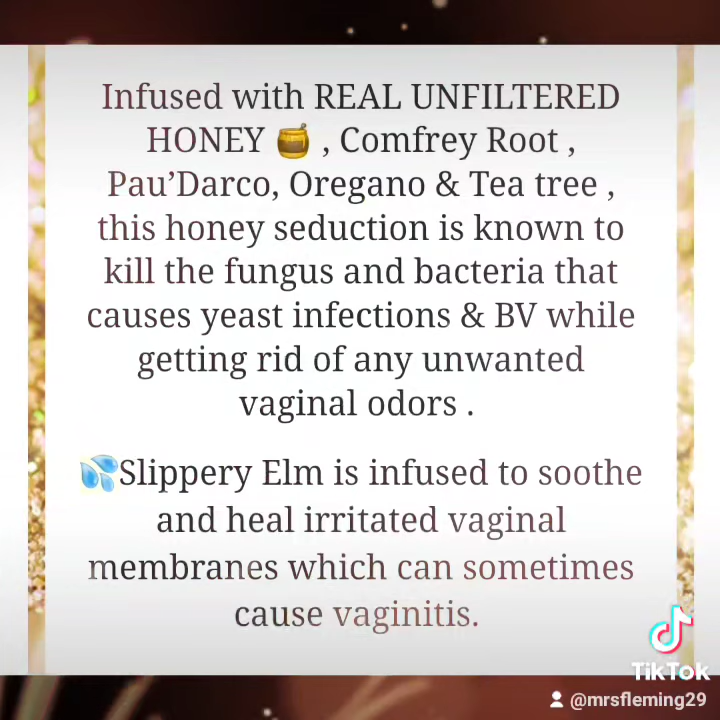 Infused with REAL UNFILTERED
HONEY 🍯 , Comfrey Root ,
Pau’Darco, Oregano & Tea tree ,
this honey seduction is known to
kill the fungus and bacteria that
causes yeast infections & BV while
getting rid of any unwanted
vaginal odors .
💦Slippery Elm is infused to soothe
and heal irritated vaginal
membranes which can sometimes
cause vaginitis.
TikTok
@mrsfleming29